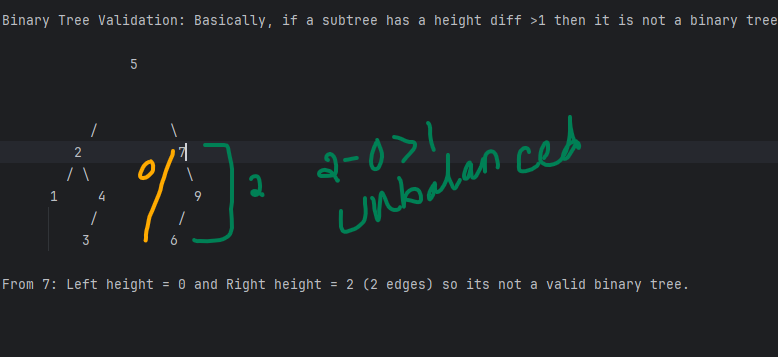 Binary Tree Validation: Basically, if a subtree has a height diff >1 then it is not a binary tree
5
/ \
2 7
/ \ 0 \
1 4 9 2
/ /
3 6
2-0>1
Unbalanced
From 7: Left height = 0 and Right height = 2 (2 edges) so its not a valid binary tree.